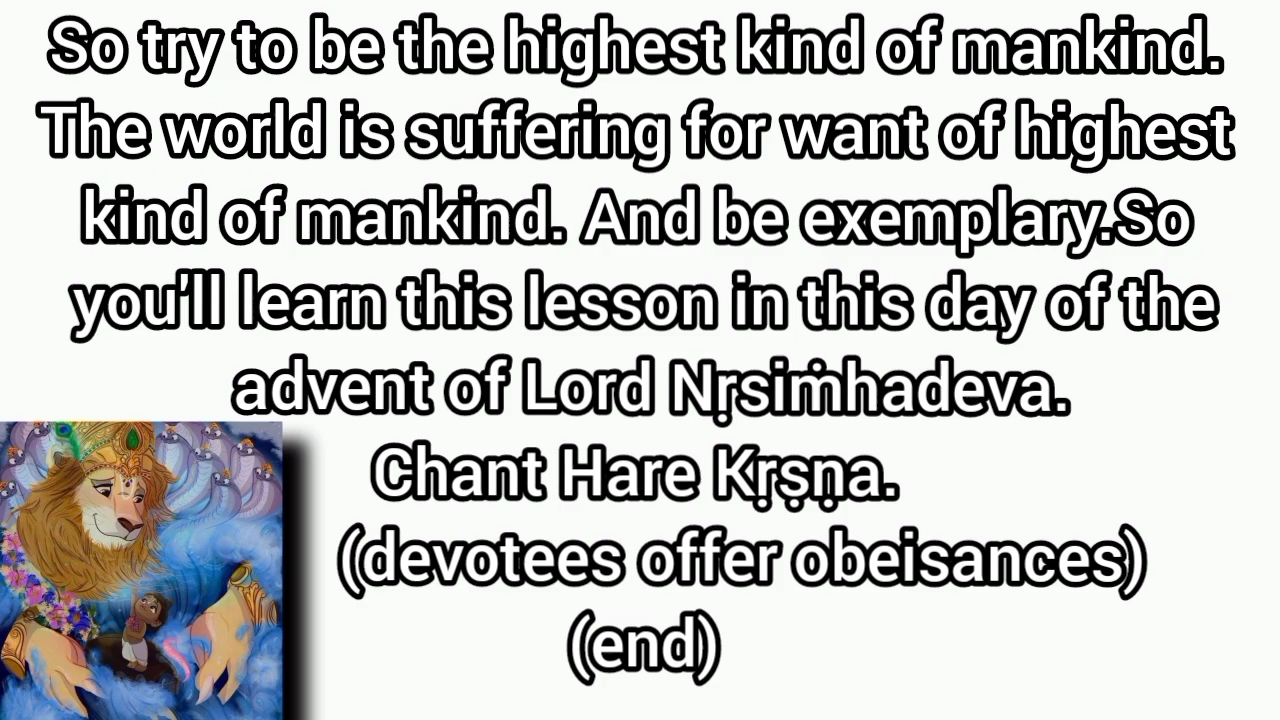 So try to be the highest kind of mankind.
The world is suffering for want of highest
kind of mankind. And be exemplary.So
you'll learn this lesson in this day of the
advent of Lord Nṛsiṁhadeva.
Chant Hare Kṛṣṇa.
(devotees offer obeisances)
(end)